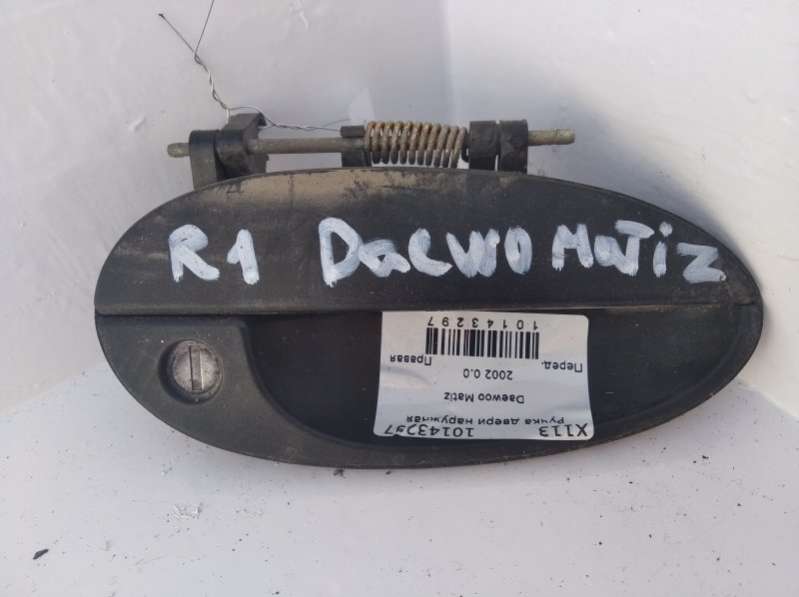 R1 DaEWOO MATiZ
X113 10143297
Ручка двери наружная
Daewoo Matiz
2002 0.0
Перед. Правая
10143297